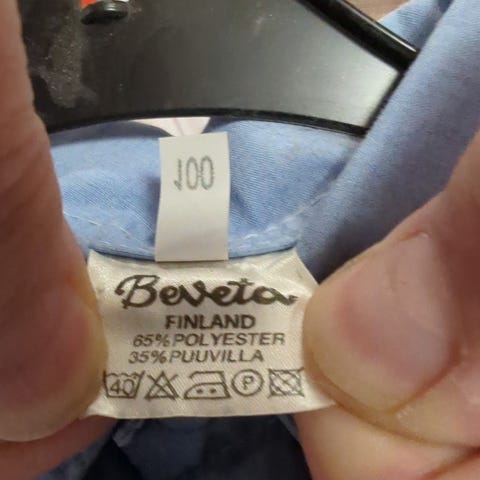 100
Beveta
FINLAND
65% POLYESTER
35% PUUVILLA
40 P